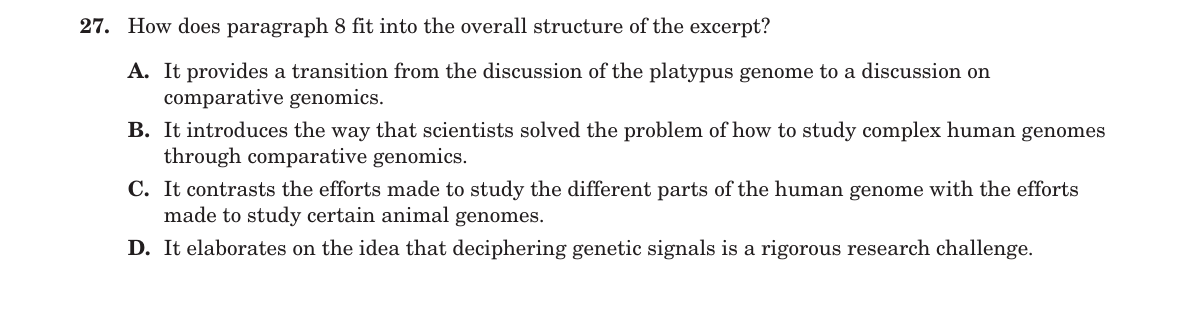 27. How does paragraph 8 fit into the overall structure of the excerpt?
A. It provides a transition from the discussion of the platypus genome to a discussion on
comparative genomics.
B. It introduces the way that scientists solved the problem of how to study complex human genomes
through comparative genomics.
C. It contrasts the efforts made to study the different parts of the human genome with the efforts
made to study certain animal genomes.
D. It elaborates on the idea that deciphering genetic signals is a rigorous research challenge.